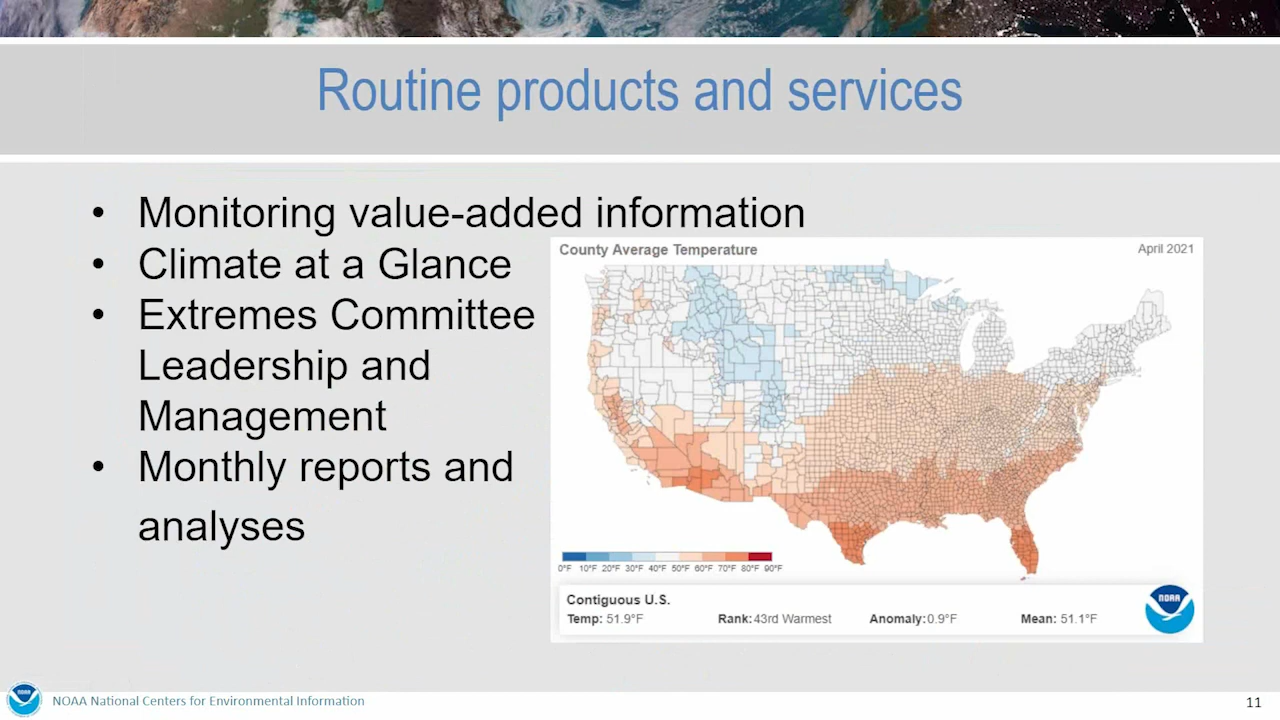 Routine products and services
• Monitoring value-added information
• Climate at a Glance
• Extremes Committee
Leadership and
Management
• Monthly reports and
analyses
County Average Temperature
April 2021
0°F 10°F 20°F 30°F 40°F 50°F 60°F 70°F 80°F 90°F
Contiguous U.S.
Temp: 51.9°F Rank:43rd Warmest Anomaly:0.9°F Mean: 51.1°F
NOAA
NOAA
NOAA National Centers for Environmental Information
11